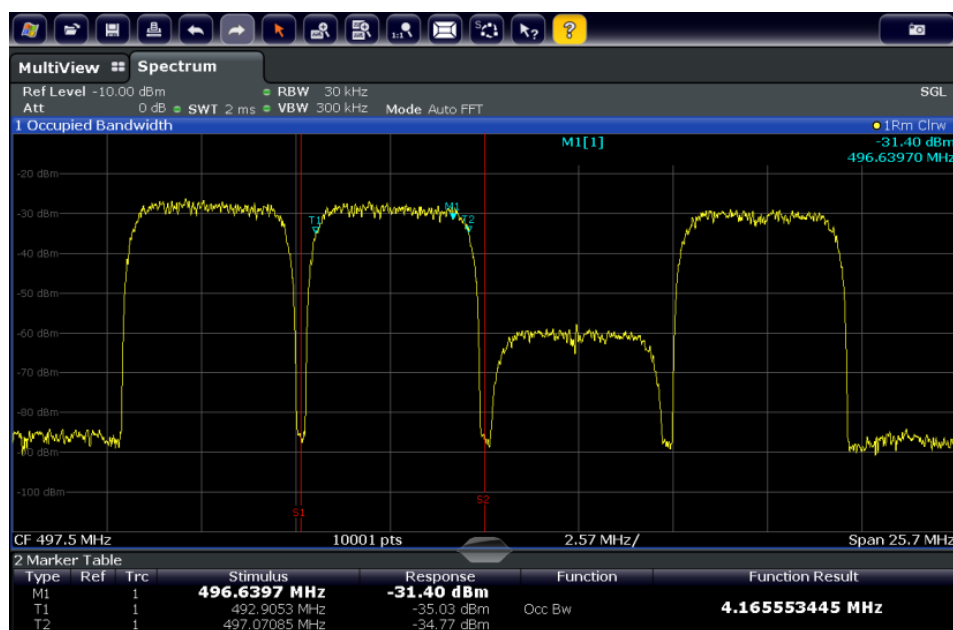 1:1
S
?
?
MultiView Spectrum
Ref Level -10.00 dBm RBW 30 kHz SGL
Att 0 dB SWT 2 ms VBW 300 kHz Mode Auto FFT
1 Occupied Bandwidth 1Rm Clrw
M1[1] -31.40 dBm
496.63970 MHz
-20 dBm
-30 dBm
M1
T1 T2
-40 dBm
-50 dBm
-60 dBm
-70 dBm
-80 dBm
-90 dBm
-100 dBm
S2
S1
CF 497.5 MHz 10001 pts 2.57 MHz/ Span 25.7 MHz
2 Marker Table
Type Ref Trc Stimulus Response Function Function Result
M1 1 496.6397 MHz -31.40 dBm
T1 1 492.9053 MHz -35.03 dBm Occ Bw 4.165553445 MHz
T2 1 497.07085 MHz -34.77 dBm